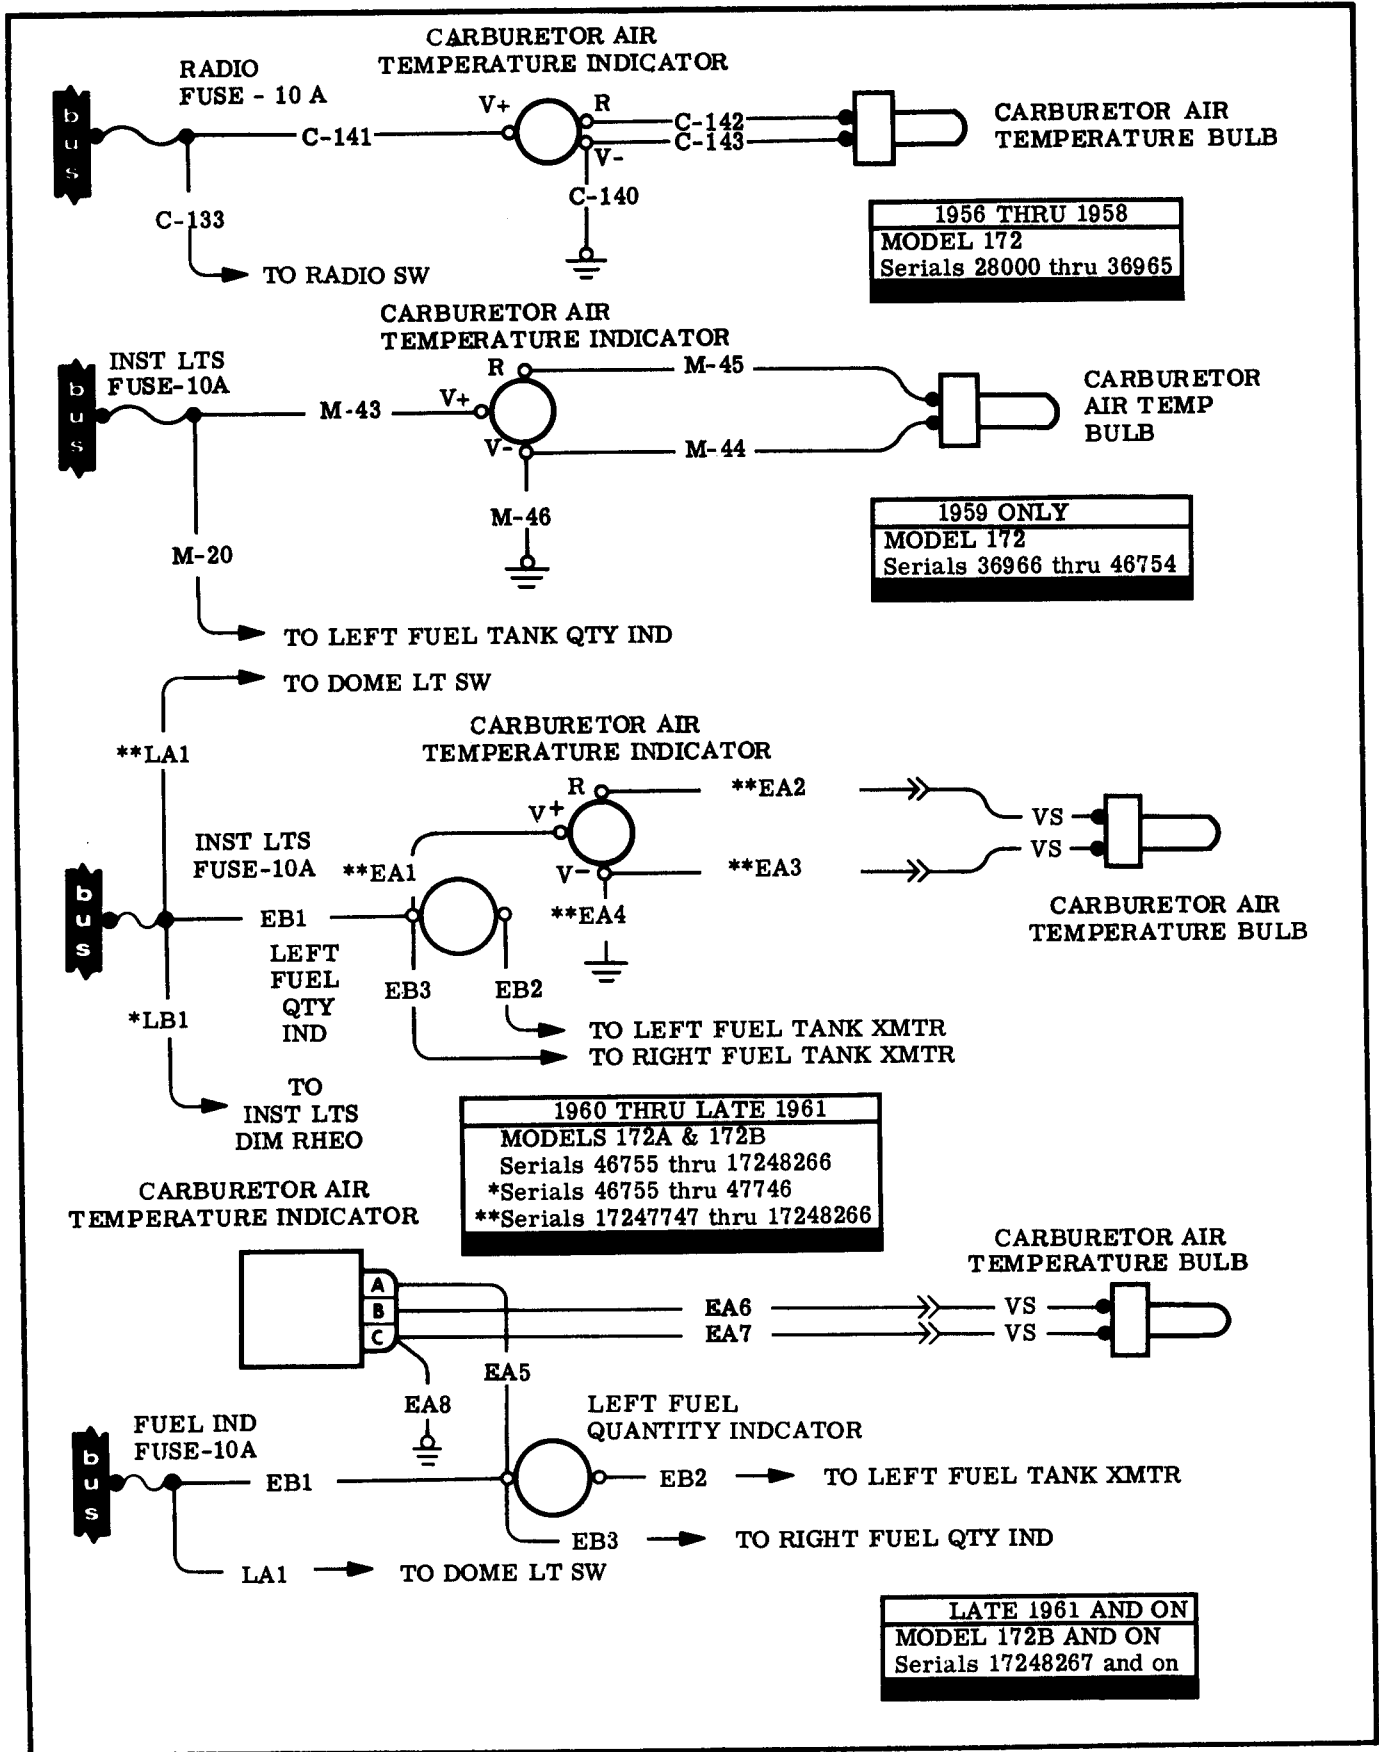 CARBURETOR AIR
TEMPERATURE INDICATOR
RADIO
FUSE - 10 A
bus
V+
R
V-
C-141
C-142
C-143
C-140
C-133
TO RADIO SW
CARBURETOR AIR
TEMPERATURE BULB
1956 THRU 1958
MODEL 172
Serials 28000 thru 36965
CARBURETOR AIR
TEMPERATURE INDICATOR
INST LTS
FUSE-10A
bus
R
V+
V-
M-43
M-45
M-44
M-46
M-20
CARBURETOR
AIR TEMP
BULB
TO LEFT FUEL TANK QTY IND
1959 ONLY
MODEL 172
Serials 36966 thru 46754
TO DOME LT SW
**LA1
CARBURETOR AIR
TEMPERATURE INDICATOR
R
V+
V-
**EA2
VS
VS
**EA3
**EA1
**EA4
INST LTS
FUSE-10A
bus
EB1
LEFT
FUEL
QTY
IND
EB3
EB2
CARBURETOR AIR
TEMPERATURE BULB
*LB1
TO LEFT FUEL TANK XMTR
TO RIGHT FUEL TANK XMTR
TO
INST LTS
DIM RHEO
1960 THRU LATE 1961
MODELS 172A & 172B
Serials 46755 thru 17248266
*Serials 46755 thru 47746
**Serials 17247747 thru 17248266
CARBURETOR AIR
TEMPERATURE INDICATOR
A
B
C
EA6
EA7
VS
VS
CARBURETOR AIR
TEMPERATURE BULB
EA5
EA8
LEFT FUEL
QUANTITY INDCATOR
FUEL IND
FUSE-10A
bus
EB1
EB2
TO LEFT FUEL TANK XMTR
EB3
TO RIGHT FUEL QTY IND
LA1
TO DOME LT SW
LATE 1961 AND ON
MODEL 172B AND ON
Serials 17248267 and on